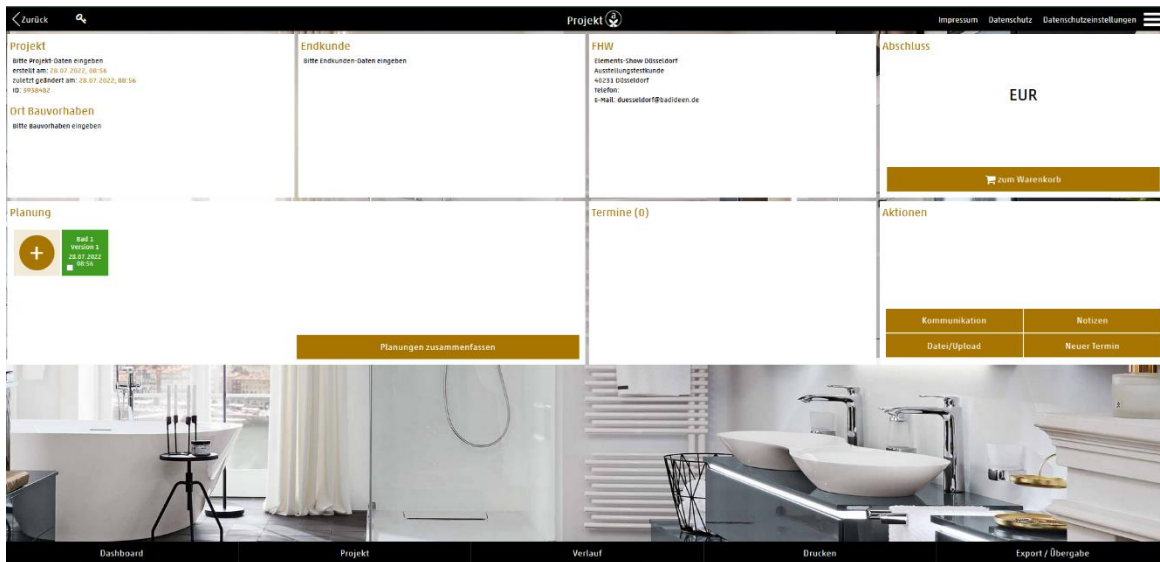 Zurück
Projekt
Impressum Datenschutz Datenschutzeinstellungen
Projekt
Bitte Projekt-Daten eingeben
erstellt am: 28.07.2022, 08:56
zuletzt geändert am: 28.07.2022, 08:56
ID: 3938482
Ort Bauvorhaben
Bitte Bauvorhaben eingeben
Endkunde
Bitte Endkunden-Daten eingeben
FHW
Elements-Show Düsseldorf
Ausstellungstestkunde
40231 Düsseldorf
Telefon:
E-Mail: duesseldorf@badideen.de
Abschluss
EUR
zum Warenkorb
Planung
Bad 1
Version 1
28.07.2022
08:56
Planungen zusammenfassen
Termine (0)
Aktionen
Kommunikation Notizen
Datei/Upload Neuer Termin
Dashboard Projekt Verlauf Drucken Export / Übergabe